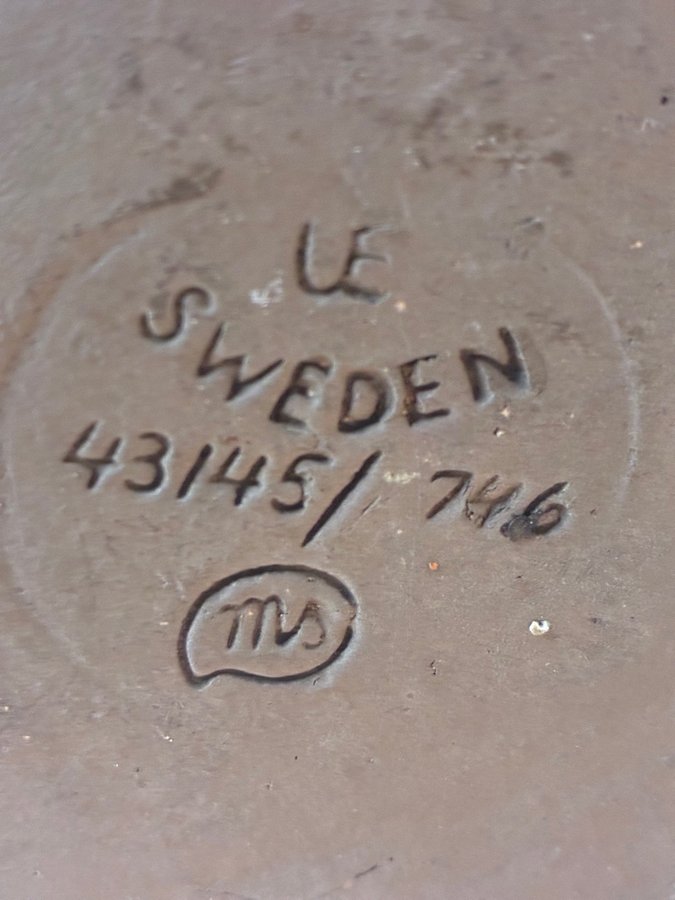 UE
SWEDEN
43145/ 746
ms